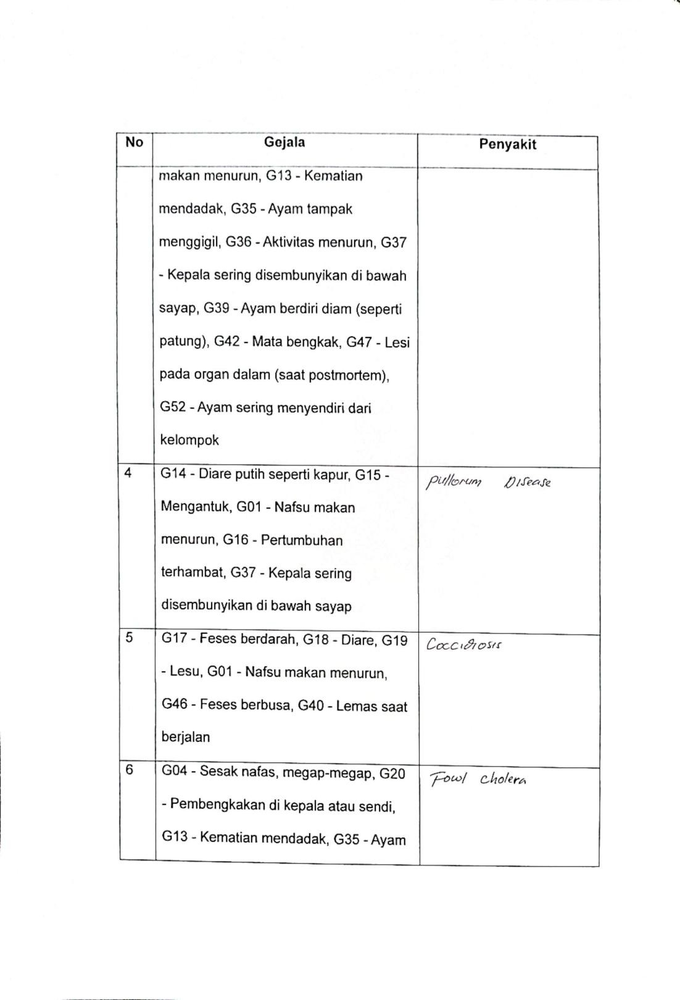 No Gejala Penyakit
makan menurun, G13 - Kematian
mendadak, G35 - Ayam tampak
menggigil, G36 - Aktivitas menurun, G37
- Kepala sering disembunyikan di bawah
sayap, G39 - Ayam berdiri diam (seperti
patung), G42 - Mata bengkak, G47 - Lesi
pada organ dalam (saat postmortem),
G52 - Ayam sering menyendiri dari
kelompok
4 G14 - Diare putih seperti kapur, G15 - Pullorum Disease
Mengantuk, G01 - Nafsu makan
menurun, G16 - Pertumbuhan
terhambat, G37 - Kepala sering
disembunyikan di bawah sayap
5 G17 - Feses berdarah, G18 - Diare, G19 Coccidiosis
- Lesu, G01 - Nafsu makan menurun,
G46 - Feses berbusa, G40 - Lemas saat
berjalan
6 G04 - Sesak nafas, megap-megap, G20 Fowl cholera
- Pembengkakan di kepala atau sendi,
G13 - Kematian mendadak, G35 - Ayam